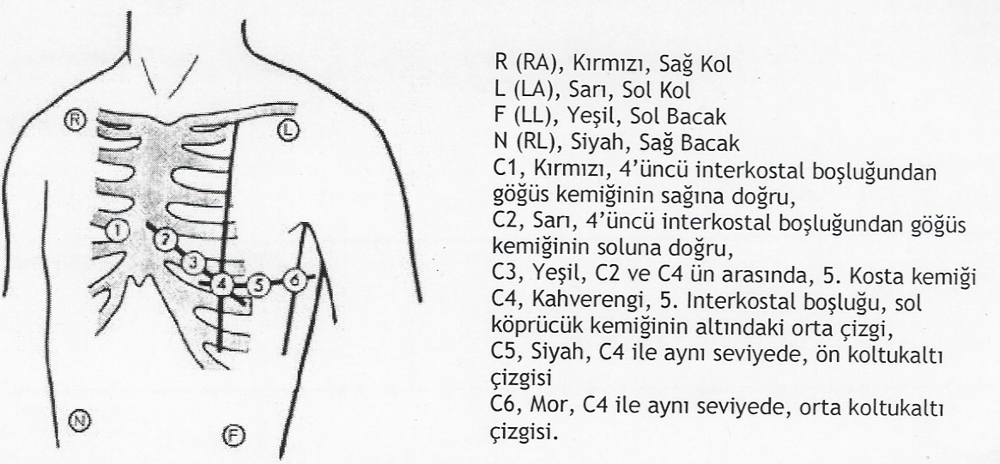 R
L
1
2
3
4
5
6
N
F
R (RA), Kırmızı, Sağ Kol
L (LA), Sarı, Sol Kol
F (LL), Yeşil, Sol Bacak
N (RL), Siyah, Sağ Bacak
C1, Kırmızı, 4’üncü interkostal boşluğundan
göğüs kemiğinin sağına doğru,
C2, Sarı, 4’üncü interkostal boşluğundan göğüs
kemiğinin soluna doğru,
C3, Yeşil, C2 ve C4 ün arasında, 5. Kosta kemiği
C4, Kahverengi, 5. Interkostal boşluğu, sol
köprücük kemiğinin altındaki orta çizgi,
C5, Siyah, C4 ile aynı seviyede, ön koltukaltı
çizgisi
C6, Mor, C4 ile aynı seviyede, orta koltukaltı
çizgisi.